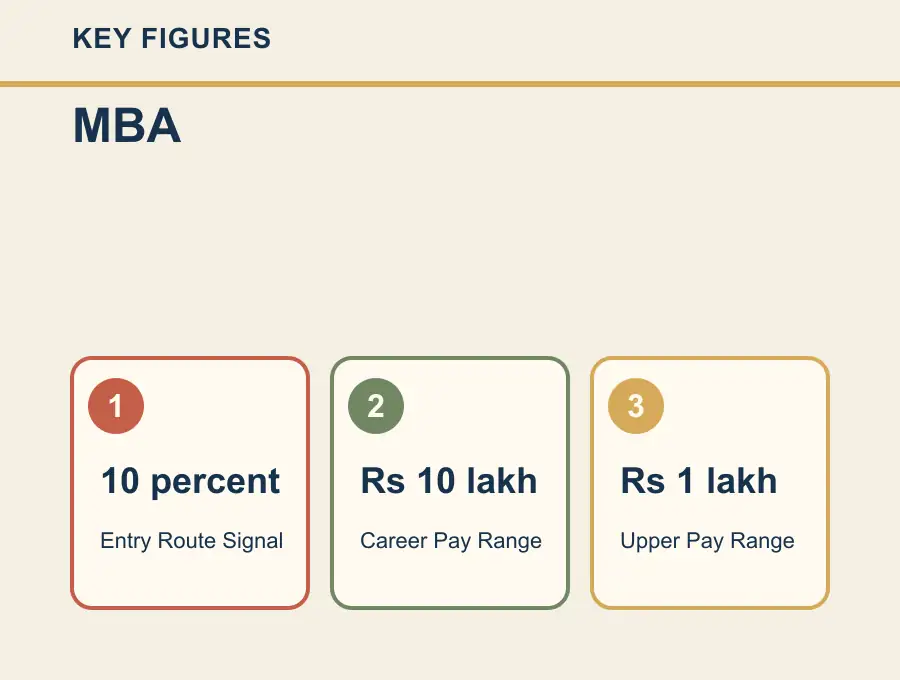 KEY FIGURES
MBA
1
10 percent
Entry Route Signal
2
Rs 10 lakh
Career Pay Range
3
Rs 1 lakh
Upper Pay Range